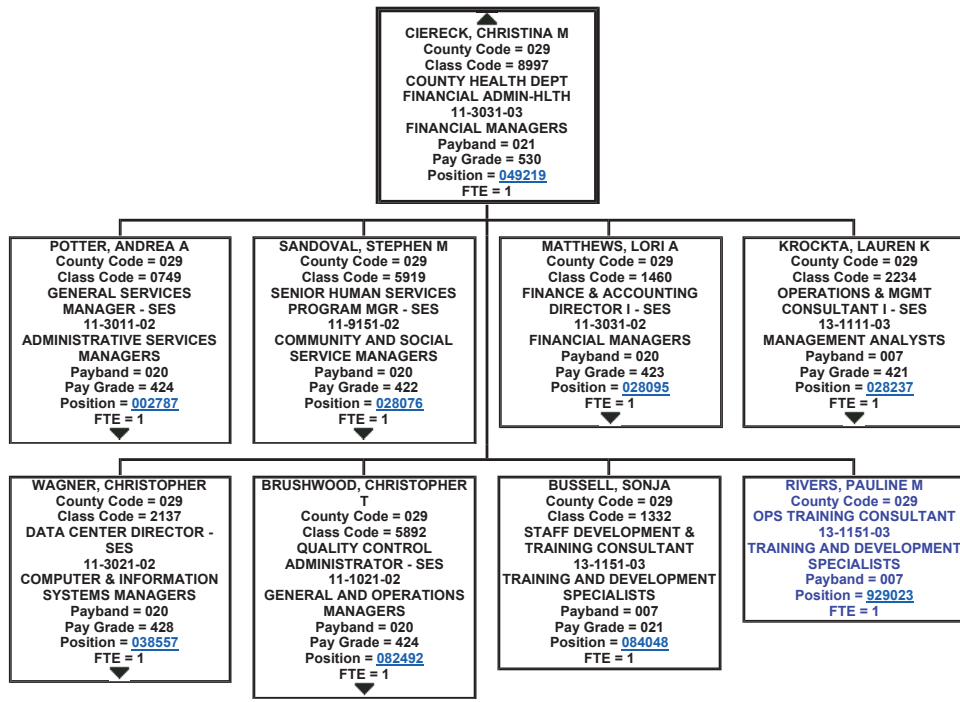 CIERECK, CHRISTINA M
County Code = 029
Class Code = 8997
COUNTY HEALTH DEPT
FINANCIAL ADMIN-HLTH
11-3031-03
FINANCIAL MANAGERS
Payband = 021
Pay Grade = 530
Position = 049219
FTE = 1
POTTER, ANDREA A
County Code = 029
Class Code = 0749
GENERAL SERVICES
MANAGER - SES
11-3011-02
ADMINISTRATIVE SERVICES
MANAGERS
Payband = 020
Pay Grade = 424
Position = 002787
FTE = 1
SANDOVAL, STEPHEN M
County Code = 029
Class Code = 5919
SENIOR HUMAN SERVICES
PROGRAM MGR - SES
11-9151-02
COMMUNITY AND SOCIAL
SERVICE MANAGERS
Payband = 020
Pay Grade = 422
Position = 028076
FTE = 1
MATTHEWS, LORI A
County Code = 029
Class Code = 1460
FINANCE & ACCOUNTING
DIRECTOR I - SES
11-3031-02
FINANCIAL MANAGERS
Payband = 020
Pay Grade = 423
Position = 028095
FTE = 1
KROCKTA, LAUREN K
County Code = 029
Class Code = 2234
OPERATIONS & MGMT
CONSULTANT I - SES
13-1111-03
MANAGEMENT ANALYSTS
Payband = 007
Pay Grade = 421
Position = 028237
FTE = 1
WAGNER, CHRISTOPHER
County Code = 029
Class Code = 2137
DATA CENTER DIRECTOR -
SES
11-3021-02
COMPUTER & INFORMATION
SYSTEMS MANAGERS
Payband = 020
Pay Grade = 428
Position = 038557
FTE = 1
BRUSHWOOD, CHRISTOPHER
T
County Code = 029
Class Code = 5892
QUALITY CONTROL
ADMINISTRATOR - SES
11-1021-02
GENERAL AND OPERATIONS
MANAGERS
Payband = 020
Pay Grade = 424
Position = 082492
FTE = 1
BUSSELL, SONJA
County Code = 029
Class Code = 1332
STAFF DEVELOPMENT &
TRAINING CONSULTANT
13-1151-03
TRAINING AND DEVELOPMENT
SPECIALISTS
Payband = 007
Pay Grade = 021
Position = 084048
FTE = 1
RIVERS, PAULINE M
County Code = 029
OPS TRAINING CONSULTANT
13-1151-03
TRAINING AND DEVELOPMENT
SPECIALISTS
Payband = 007
Position = 929023
FTE = 1